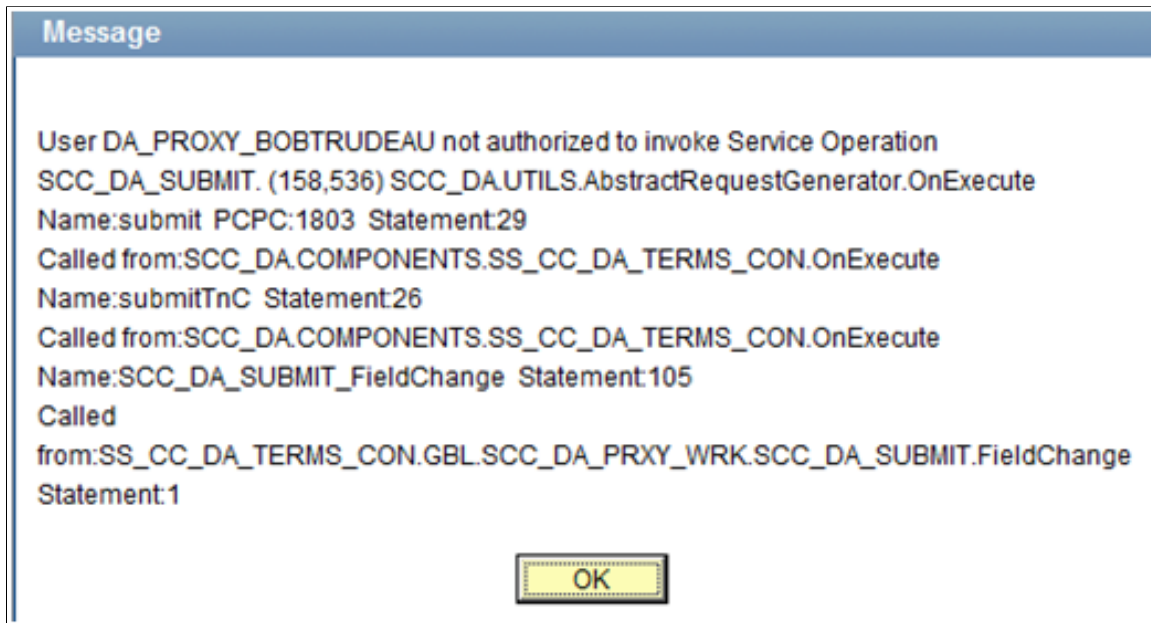 Message
User DA_PROXY_BOBTRUDEAU not authorized to invoke Service Operation
SCC_DA_SUBMIT. (158,536) SCC_DA.UTILS.AbstractRequestGenerator.OnExecute
Name:submit PCPC:1803 Statement:29
Called from:SCC_DA.COMPONENTS.SS_CC_DA_TERMS_CON.OnExecute
Name:submitTnC Statement:26
Called from:SCC_DA.COMPONENTS.SS_CC_DA_TERMS_CON.OnExecute
Name:SCC_DA_SUBMIT_FieldChange Statement:105
Called
from:SS_CC_DA_TERMS_CON.GBL.SCC_DA_PRXY_WRK.SCC_DA_SUBMIT.FieldChange
Statement:1
OK